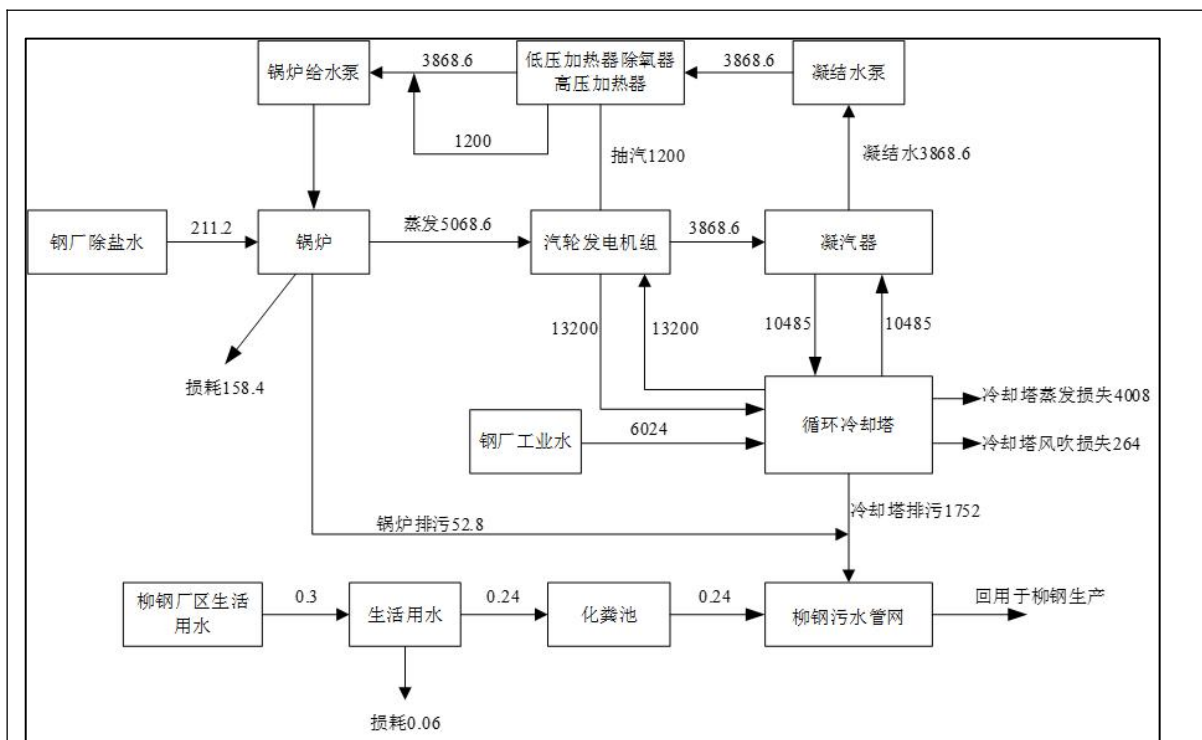 锅炉给水泵
3868.6
低压加热器除氧器
高压加热器
3868.6
凝结水泵
1200
抽汽1200
凝结水3868.6
钢厂除盐水
211.2
锅炉
蒸发5068.6
汽轮发电机组
3868.6
凝汽器
13200
13200
10485
10485
损耗158.4
钢厂工业水
6024
循环冷却塔
冷却塔蒸发损失4008
冷却塔风吹损失264
锅炉排污52.8
冷却塔排污1752
柳钢厂区生活
用水
0.3
生活用水
0.24
化粪池
0.24
柳钢污水管网
回用于柳钢生产
损耗0.06